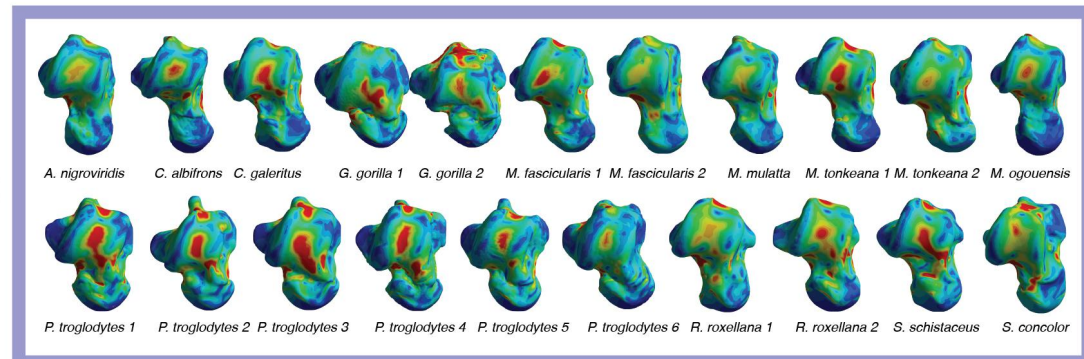 A. nigroviridis C. albifrons C. galeritus G. gorilla 1 G. gorilla 2 M. fascicularis 1 M. fascicularis 2 M. mulatta M. tonkeana 1 M. tonkeana 2 M. ogouensis
P. troglodytes 1 P. troglodytes 2 P. troglodytes 3 P. troglodytes 4 P. troglodytes 5 P. troglodytes 6 R. roxellana 1 R. roxellana 2 S. schistaceus S. concolor